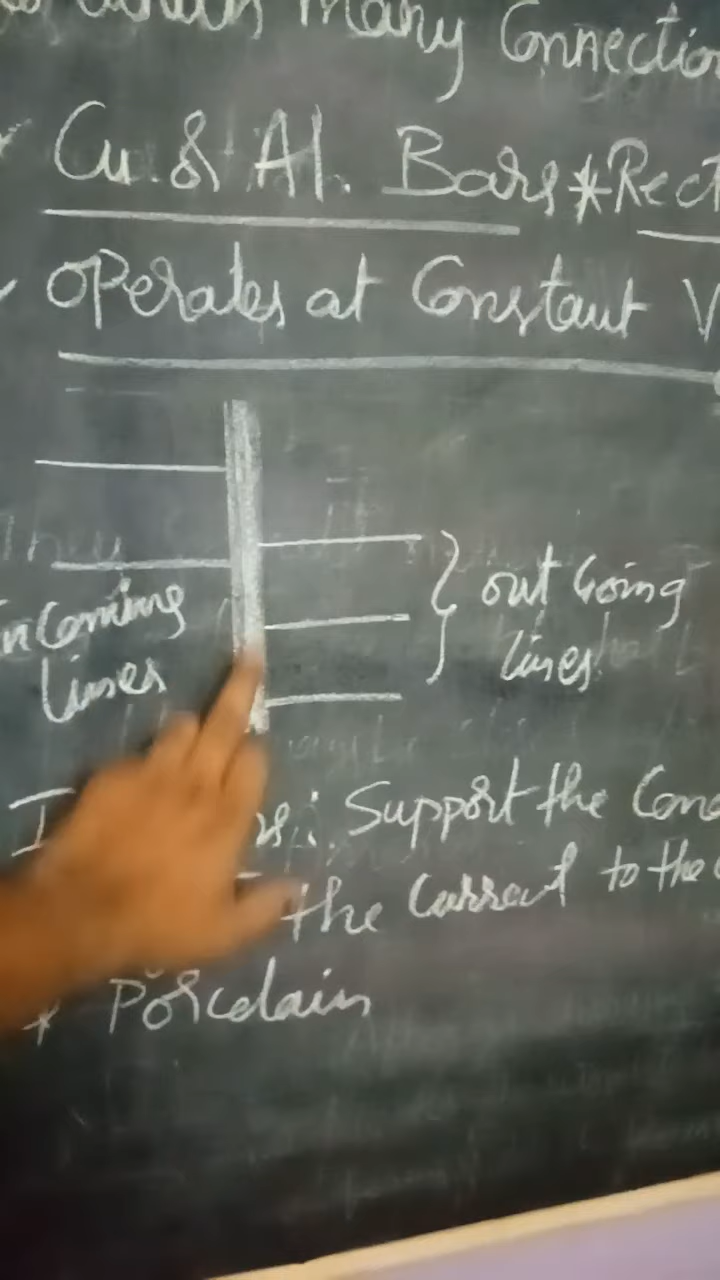 many Connection
Cu & Al. Bars * Rect
operates at Constant V
incoming
lines
out going
lines
Support the Con
the Current to the
* Porcelain